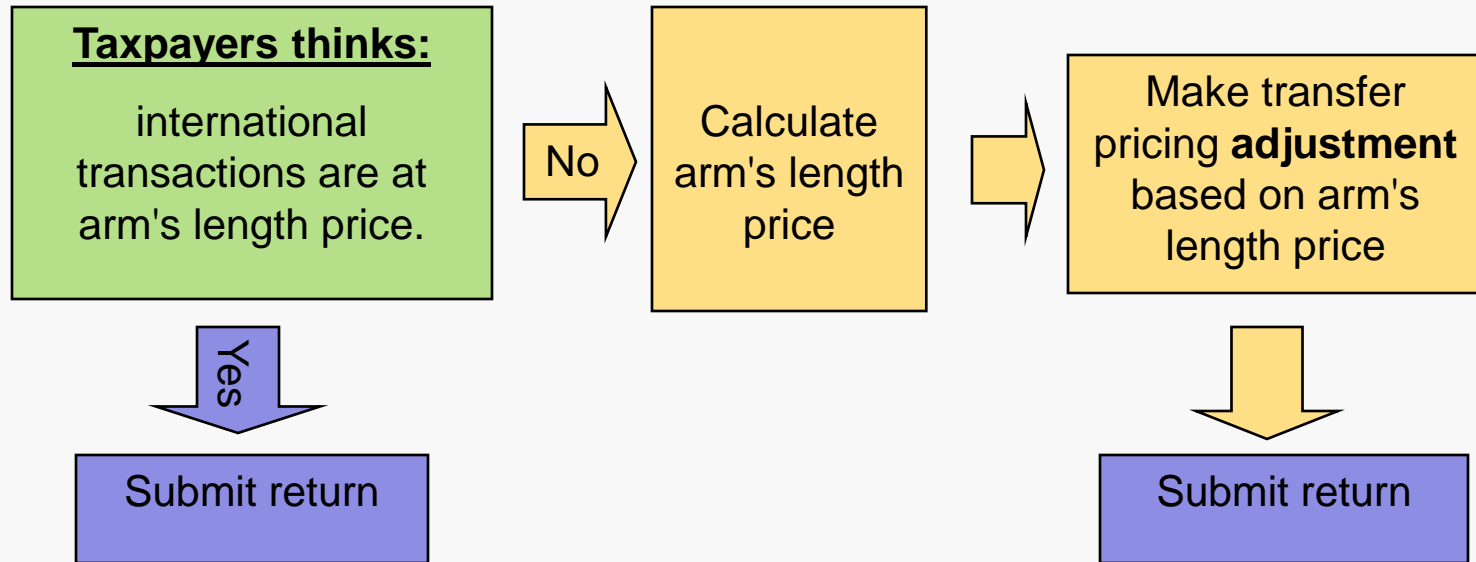 Taxpayers thinks:
international
transactions are at
arm's length price.
No
Calculate
arm's length
price
Make transfer
pricing adjustment
based on arm's
length price
Yes
Submit return
Submit return